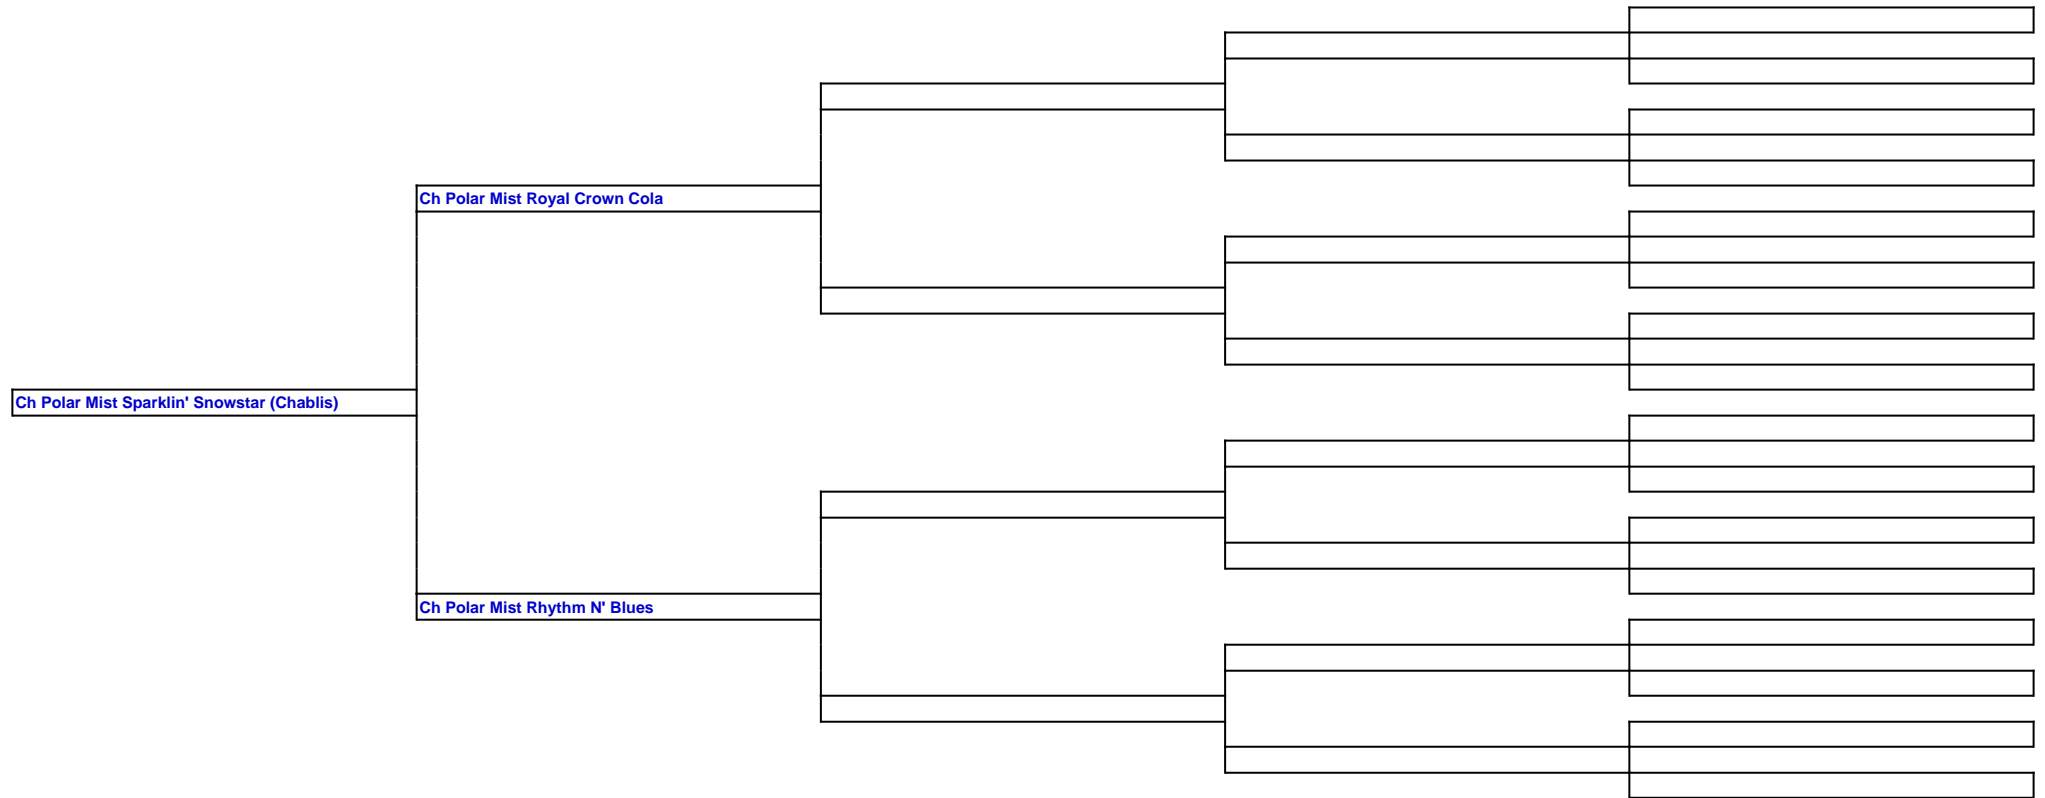 Ch Polar Mist Royal Crown Cola
Ch Polar Mist Sparklin' Snowstar (Chablis)
Ch Polar Mist Rhythm N' Blues